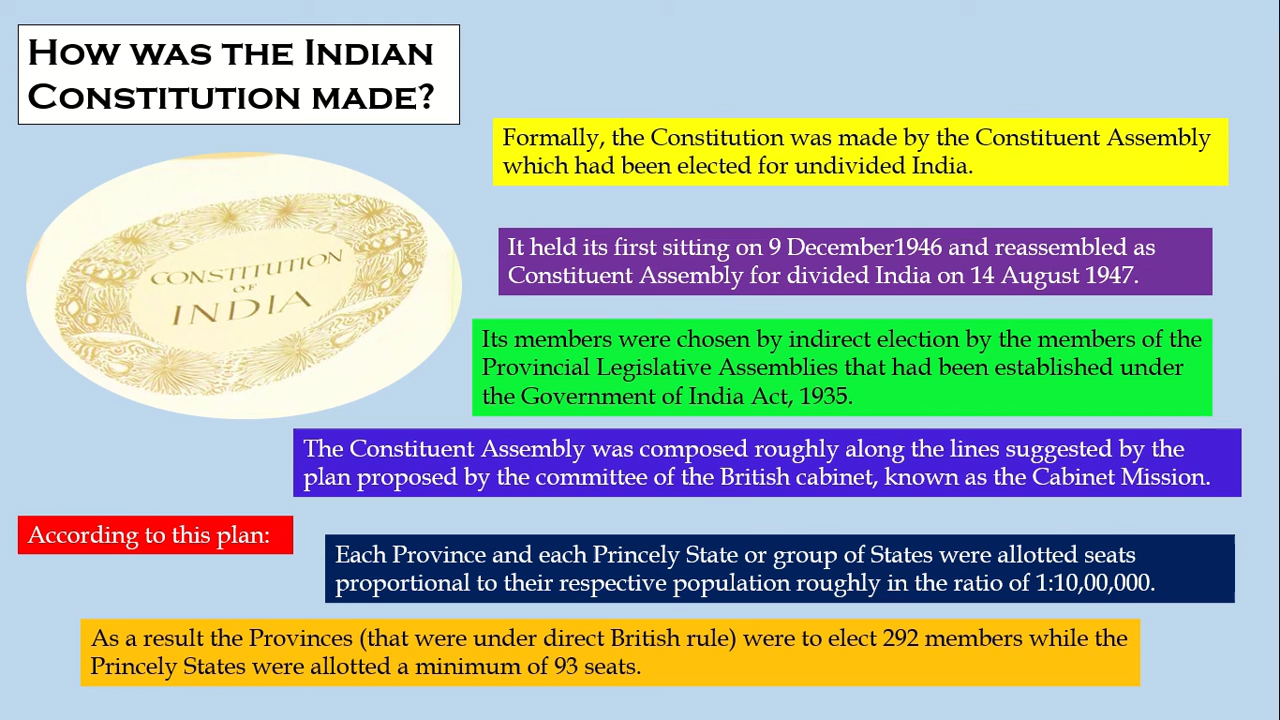 How was the Indian
Constitution made?
Formally, the Constitution was made by the Constituent Assembly
which had been elected for undivided India.
CONSTITUTION
OF
INDIA
It held its first sitting on 9 December1946 and reassembled as
Constituent Assembly for divided India on 14 August 1947.
Its members were chosen by indirect election by the members of the
Provincial Legislative Assemblies that had been established under
the Government of India Act, 1935.
The Constituent Assembly was composed roughly along the lines suggested by the
plan proposed by the committee of the British cabinet, known as the Cabinet Mission.
According to this plan:
Each Province and each Princely State or group of States were allotted seats
proportional to their respective population roughly in the ratio of 1:10,00,000.
As a result the Provinces (that were under direct British rule) were to elect 292 members while the
Princely States were allotted a minimum of 93 seats.